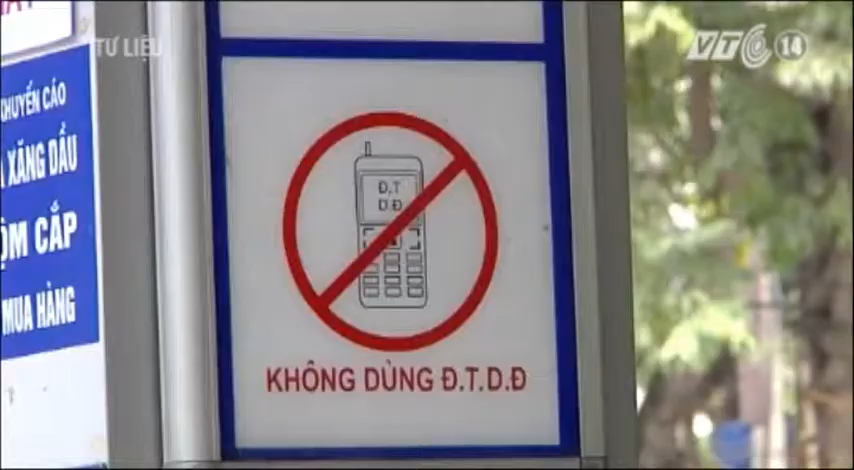 TƯ LIỆU
VTC 14
KHUYẾN CÁO
XĂNG DẦU
CẮP
MUA HÀNG
Đ.T
D.Đ
KHÔNG DÙNG Đ.T.D.Đ